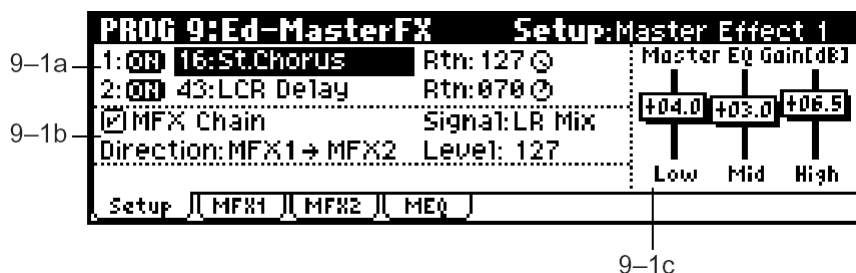 PROG 9:Ed-MasterFX Setup:Master Effect 1
9–1a
1:ON 16:St.Chorus Rtn:127
2:ON 43:LCR Delay Rtn:070
9–1b
MFX Chain Signal:LR Mix
Direction:MFX1→MFX2 Level: 127
Master EQ Gain[dB]
+04.0 +03.0 +06.5
Low Mid High
Setup MFX1 MFX2 MEQ
9–1c